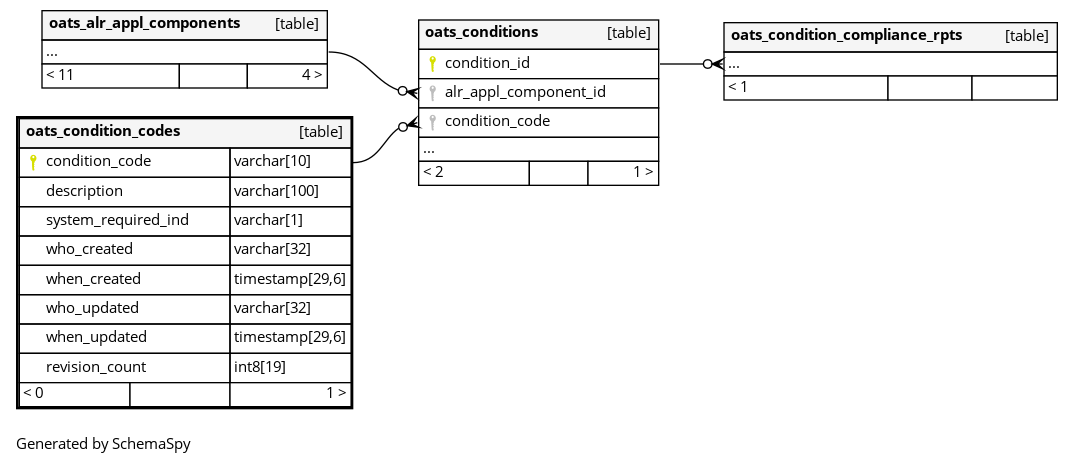 oats_alr_appl_components [table]
...
< 11 4 >
oats_conditions [table]
condition_id
alr_appl_component_id
condition_code
...
< 2 1 >
oats_condition_compliance_rpts [table]
...
< 1
oats_condition_codes [table]
condition_code varchar[10]
description varchar[100]
system_required_ind varchar[1]
who_created varchar[32]
when_created timestamp[29,6]
who_updated varchar[32]
when_updated timestamp[29,6]
revision_count int8[19]
< 0 1 >
Generated by SchemaSpy